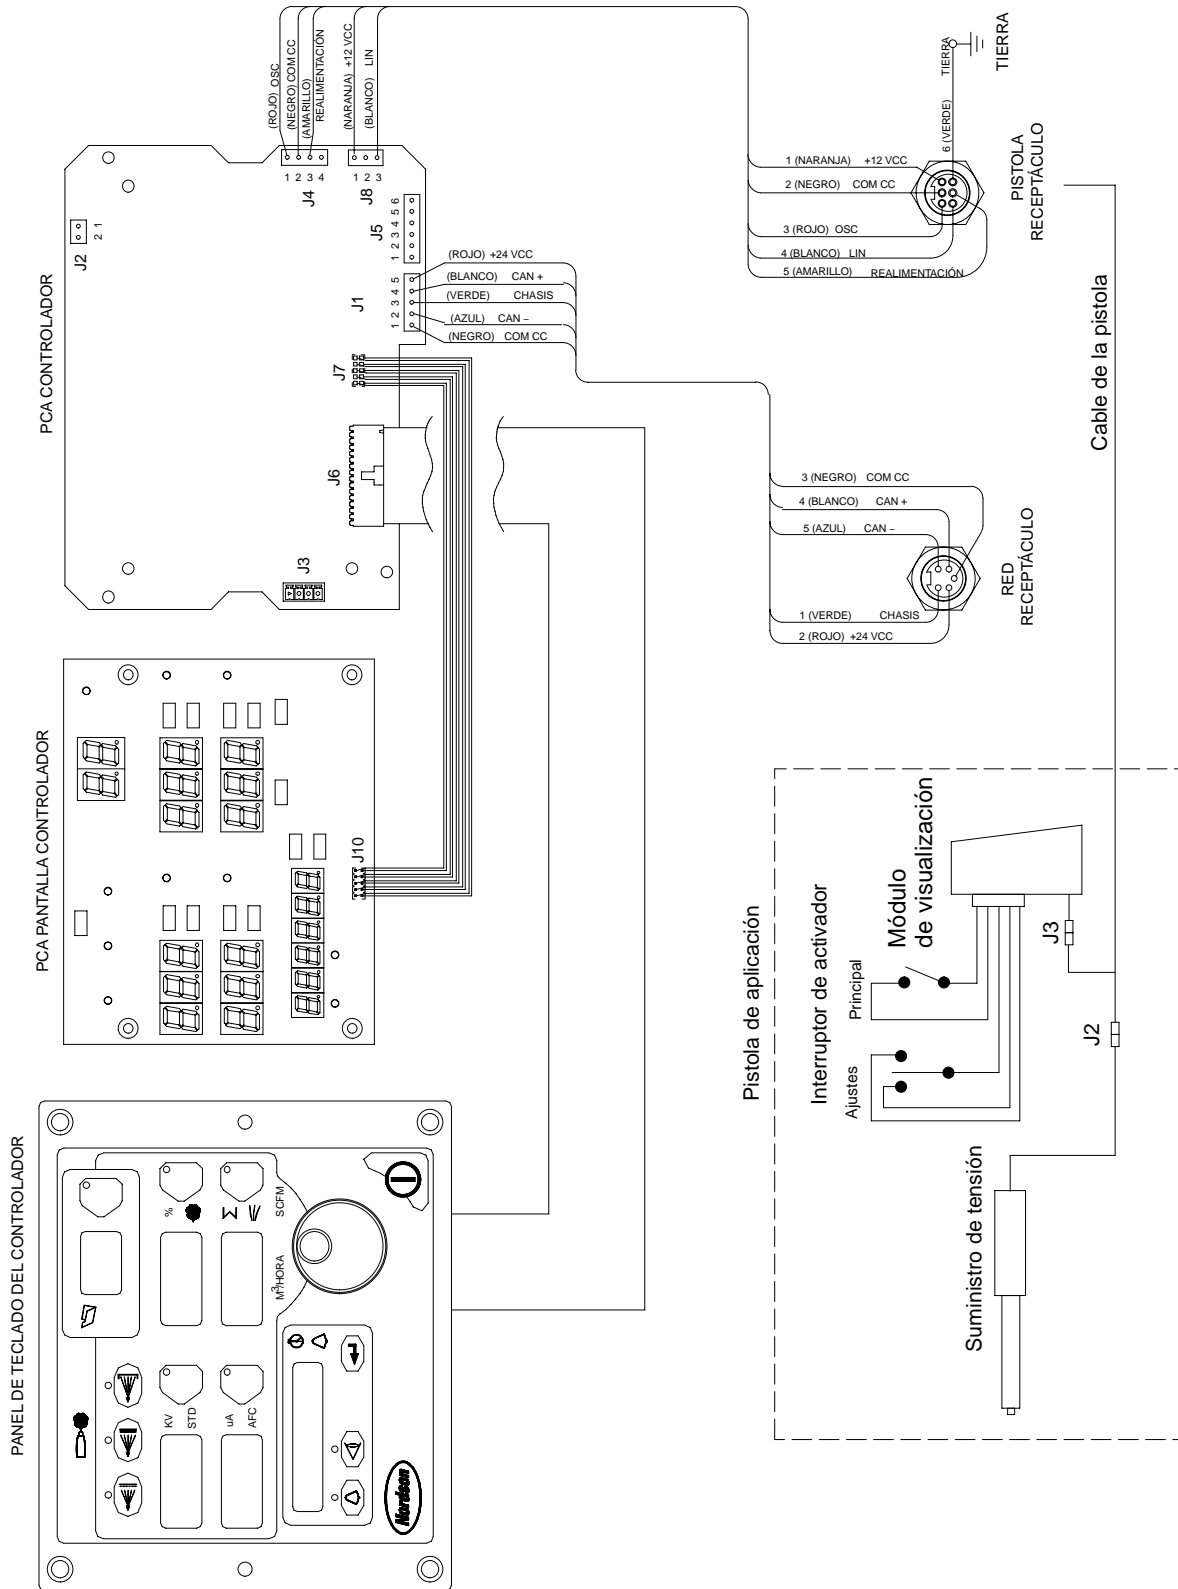 PANEL DE TECLADO DEL CONTROLADOR
KV
STD
uA
AFC
%
M³/HORA
SCFM
Nordson
PCA PANTALLA CONTROLADOR
J10
PCA CONTROLADOR
J2
2 1
J3
J6
J7
J1
1 2 3 4 5
J5
1 2 3 4 5 6
J4
1
2
3
4
J8
1
2
3
(ROJO) OSC
(NEGRO) COM CC
(AMARILLO)
REALIMENTACIÓN
(NARANJA) +12 VCC
(BLANCO) LIN
(ROJO) +24 VCC
(BLANCO) CAN +
(VERDE) CHASIS
(AZUL) CAN –
(NEGRO) COM CC
1 (NARANJA) +12 VCC
2 (NEGRO) COM CC
3 (ROJO) OSC
4 (BLANCO) LIN
5 (AMARILLO) REALIMENTACIÓN
6 (VERDE) TIERRA
TIERRA
PISTOLA
RECEPTÁCULO
3 (NEGRO) COM CC
4 (BLANCO) CAN +
5 (AZUL) CAN –
1 (VERDE) CHASIS
2 (ROJO) +24 VCC
RED
RECEPTÁCULO
Cable de la pistola
Pistola de aplicación
Interruptor de activador
Ajustes
Principal
Módulo
de visualización
J3
J2
Suministro de tensión